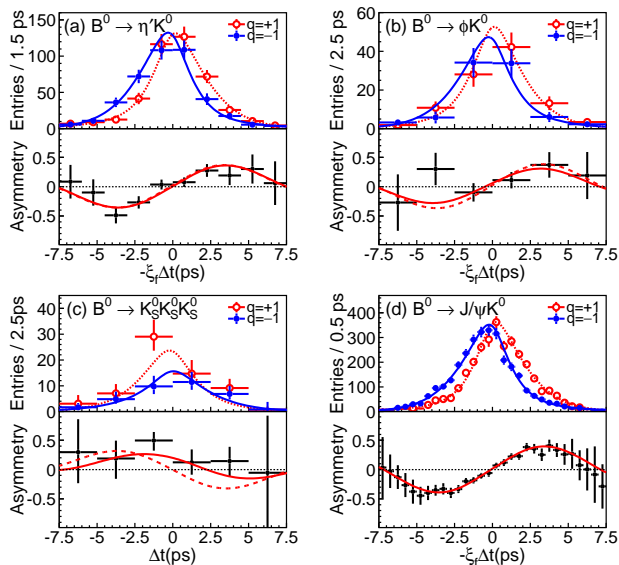 (a) B⁰ → η′K⁰
q=+1
q=−1
Entries / 1.5 ps
150
100
50
0
Asymmetry
0.5
0.0
-0.5
-7.5 -5 -2.5 0 2.5 5 7.5
-ξfΔt(ps)
(b) B⁰ → ϕK⁰
q=+1
q=−1
Entries / 2.5 ps
60
40
20
0
Asymmetry
0.5
0.0
-0.5
-7.5 -5 -2.5 0 2.5 5 7.5
-ξfΔt(ps)
(c) B⁰ → K⁰SK⁰SK⁰S
q=+1
q=−1
Entries / 2.5ps
40
30
20
10
0
Asymmetry
0.5
0.0
-0.5
-7.5 -5 -2.5 0 2.5 5 7.5
Δt(ps)
(d) B⁰ → J/ψK⁰
q=+1
q=−1
Entries / 0.5 ps
400
300
200
100
0
Asymmetry
0.5
0.0
-0.5
-7.5 -5 -2.5 0 2.5 5 7.5
-ξfΔt(ps)